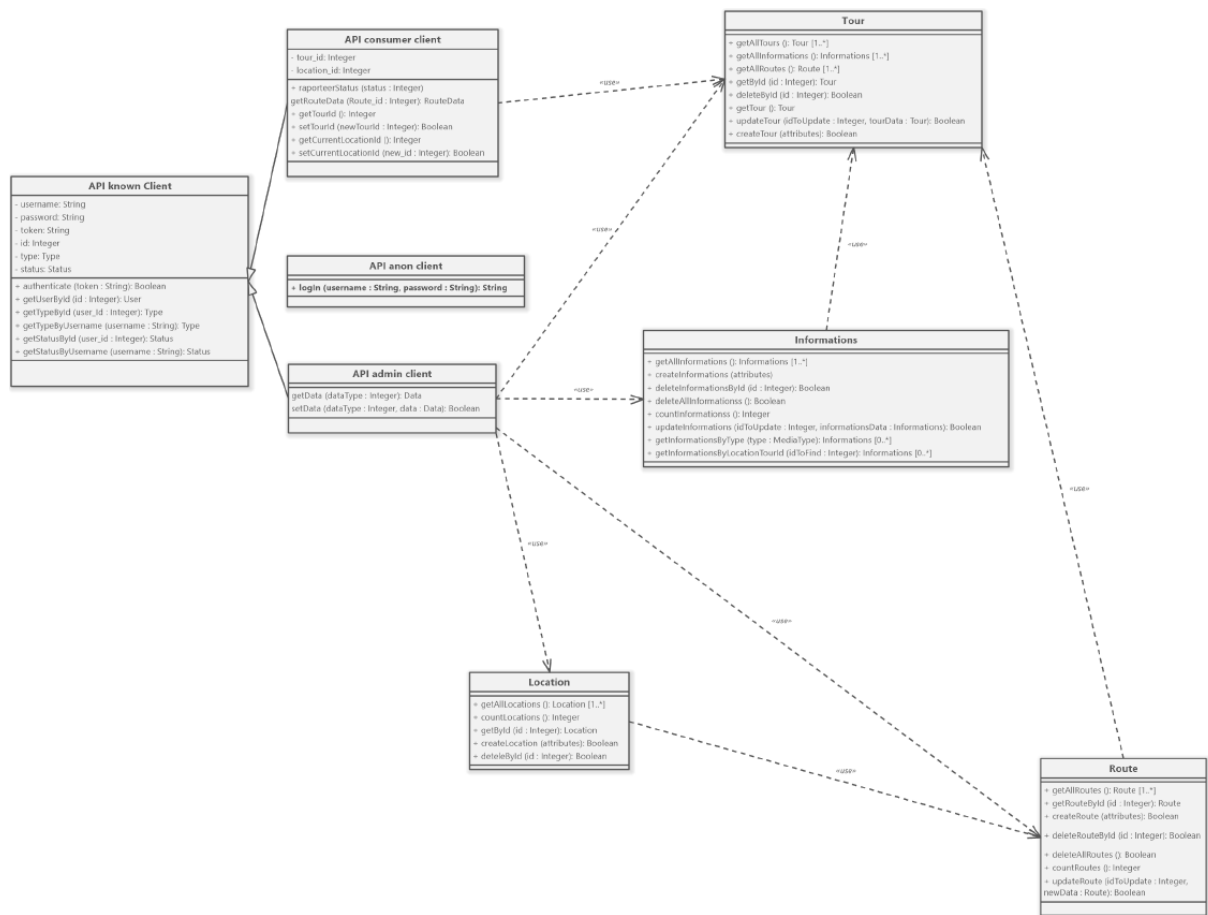 API consumer client
- tour_id: Integer
- location_id: Integer
+ raporteerStatus (status : Integer)
getRouteData (Route_id : Integer): RouteData
+ getTourId (): Integer
+ setTourId (newTourId : Integer): Boolean
+ getCurrentLocationId (): Integer
+ setCurrentLocationId (new_id : Integer): Boolean
Tour
+ getAllTours (): Tour [1..*]
+ getAllInformations (): Informations [1..*]
+ getAllRoutes (): Route [1..*]
+ getById (id : Integer): Tour
+ deleteById (id : Integer): Boolean
+ getTour (): Tour
+ updateTour (idToUpdate : Integer, tourData : Tour): Boolean
+ createTour (attributes): Boolean
«use»
API known Client
- username: String
- password: String
- token: String
- id: Integer
- type: Type
- status: Status
+ authenticate (token : String): Boolean
+ getUserById (id : Integer): User
+ getTypeById (user_id : Integer): Type
+ getTypeByUsername (username : String): Type
+ getStatusById (user_id : Integer): Status
+ getStatusByUsername (username : String): Status
API anon client
+ login (username : String, password : String): String
«use»
«use»
API admin client
getData (dataType : Integer): Data
setData (dataType : Integer, data : Data): Boolean
«use»
Informations
+ getAllInformations (): Informations [1..*]
+ createInformations (attributes)
+ deleteInformationsById (id : Integer): Boolean
+ deleteAllInformationss (): Boolean
+ countInformationss (): Integer
+ updateInformations (idToUpdate : Integer, informationsData : Informations): Boolean
+ getInformationsByType (type : MediaType): Informations [0..*]
+ getInformationsByLocationTourId (idToFind : Integer): Informations [0..*]
«use»
«use»
«use»
Location
+ getAllLocations (): Location [1..*]
+ countLocations (): Integer
+ getById (id : Integer): Location
+ createLocation (attributes): Boolean
+ deteleById (id : integer): Boolean
«use»
Route
+ getAllRoutes (): Route [1..*]
+ getRouteById (id : Integer): Route
+ createRoute (attributes): Boolean
+ deleteRouteById (id : Integer): Boolean
+ deleteAllRoutes (): Boolean
+ countRoutes (): Integer
+ updateRoute (idToUpdate : Integer,
newData : Route): Boolean